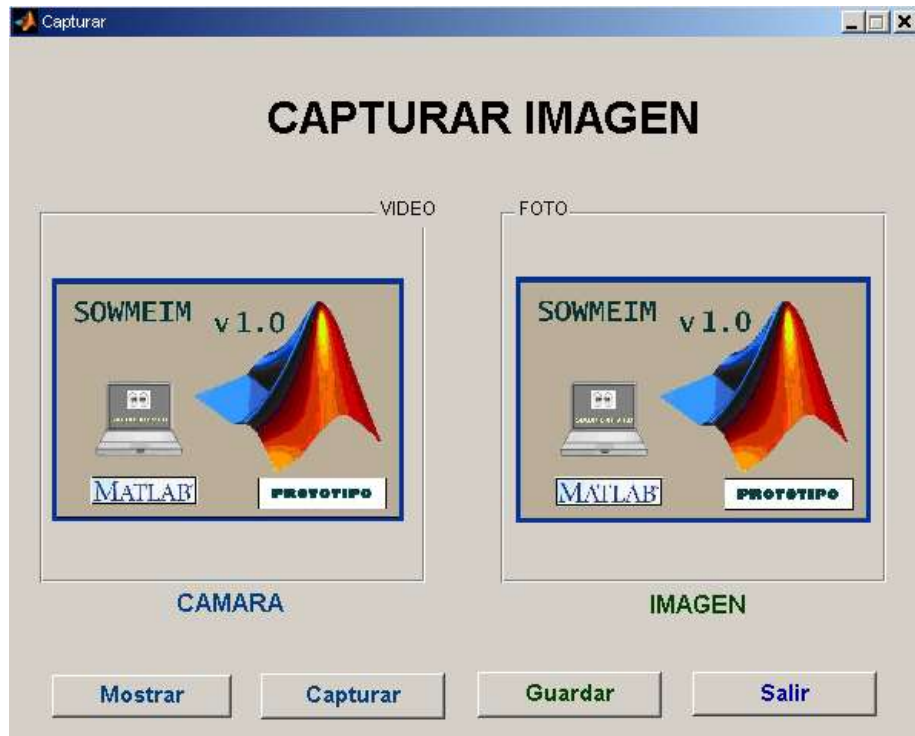 Capturar
CAPTURAR IMAGEN
VIDEO
SOWMEIM v1.0
MATLAB
PROTOTIPO
CAMARA
FOTO
SOWMEIM v1.0
MATLAB
PROTOTIPO
IMAGEN
Mostrar
Capturar
Guardar
Salir